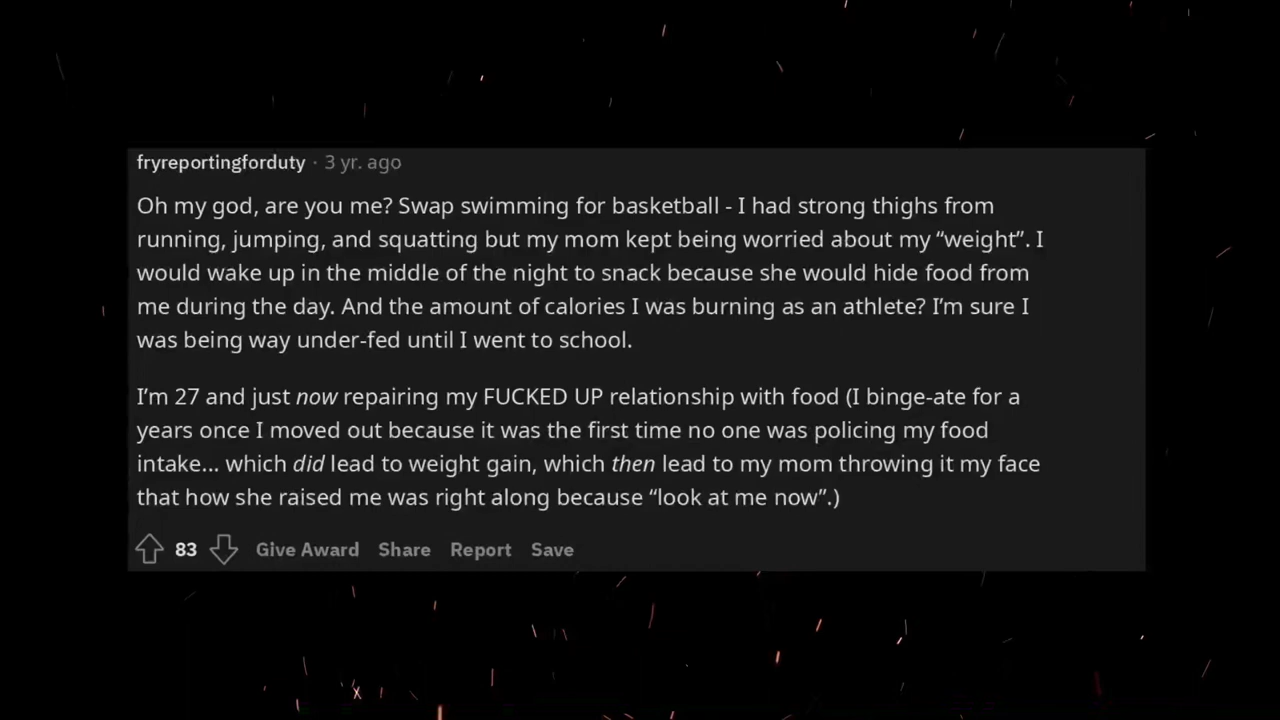 fryreportingforduty · 3 yr. ago
Oh my god, are you me? Swap swimming for basketball - I had strong thighs from
running, jumping, and squatting but my mom kept being worried about my “weight”. I
would wake up in the middle of the night to snack because she would hide food from
me during the day. And the amount of calories I was burning as an athlete? I’m sure I
was being way under-fed until I went to school.
I’m 27 and just now repairing my FUCKED UP relationship with food (I binge-ate for a
years once I moved out because it was the first time no one was policing my food
intake... which did lead to weight gain, which then lead to my mom throwing it my face
that how she raised me was right along because “look at me now”.)
83 Give Award Share Report Save